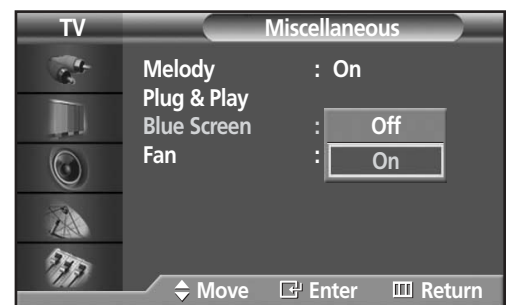 TV Miscellaneous
Melody : On
Plug & Play
Blue Screen : Off
Fan : On
Move Enter Return